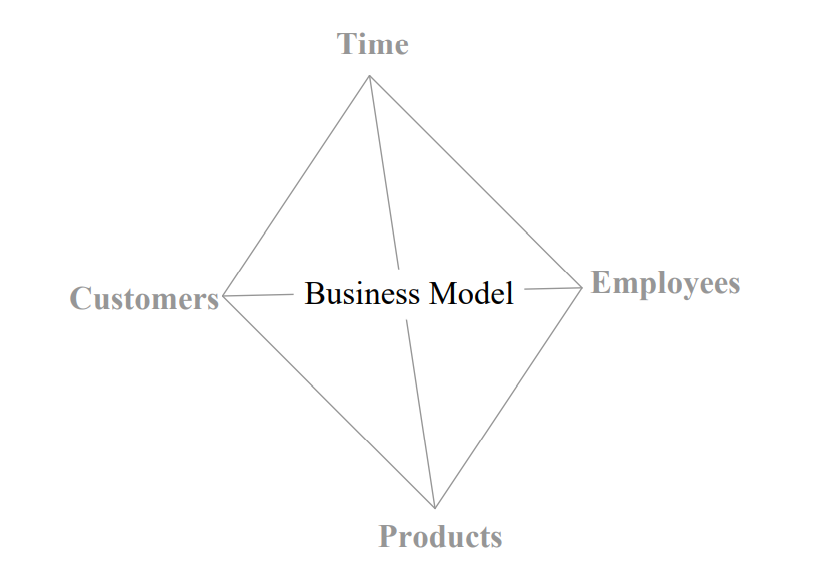 Time
Customers
Business Model
Employees
Products